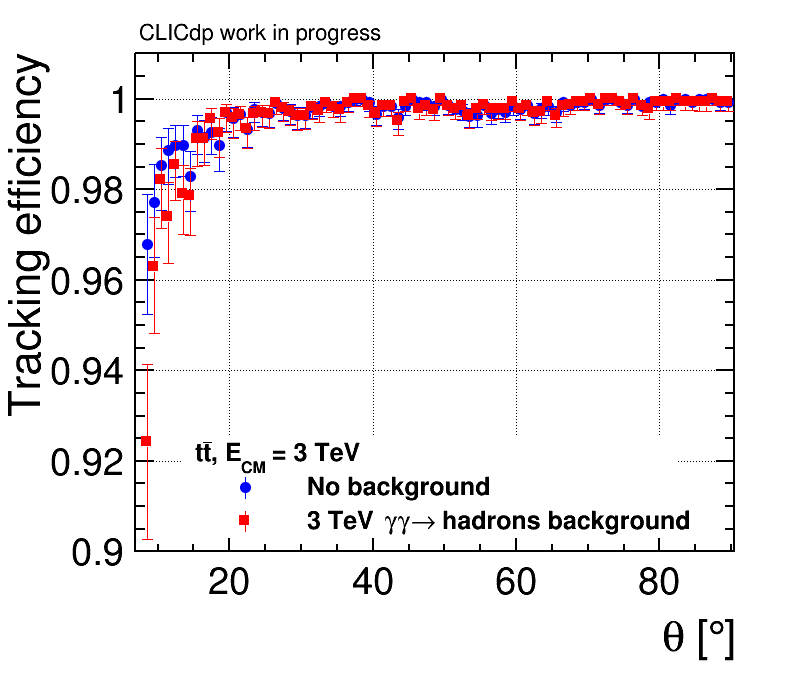 CLICdp work in progress
Tracking efficiency
1
0.98
0.96
0.94
0.92
0.9
tt̄, E_CM = 3 TeV
No background
3 TeV γγ→ hadrons background
20 40 60 80
θ [°]